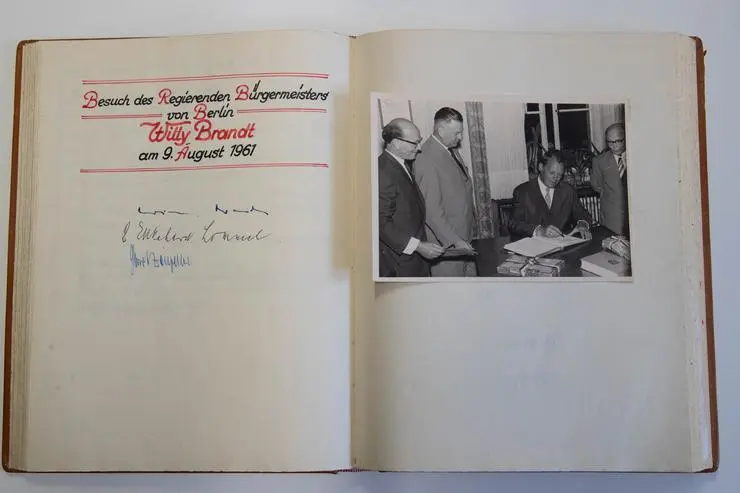 Besuch des Regierenden Bürgermeisters
von Berlin
Willy Brandt
am 9. August 1961